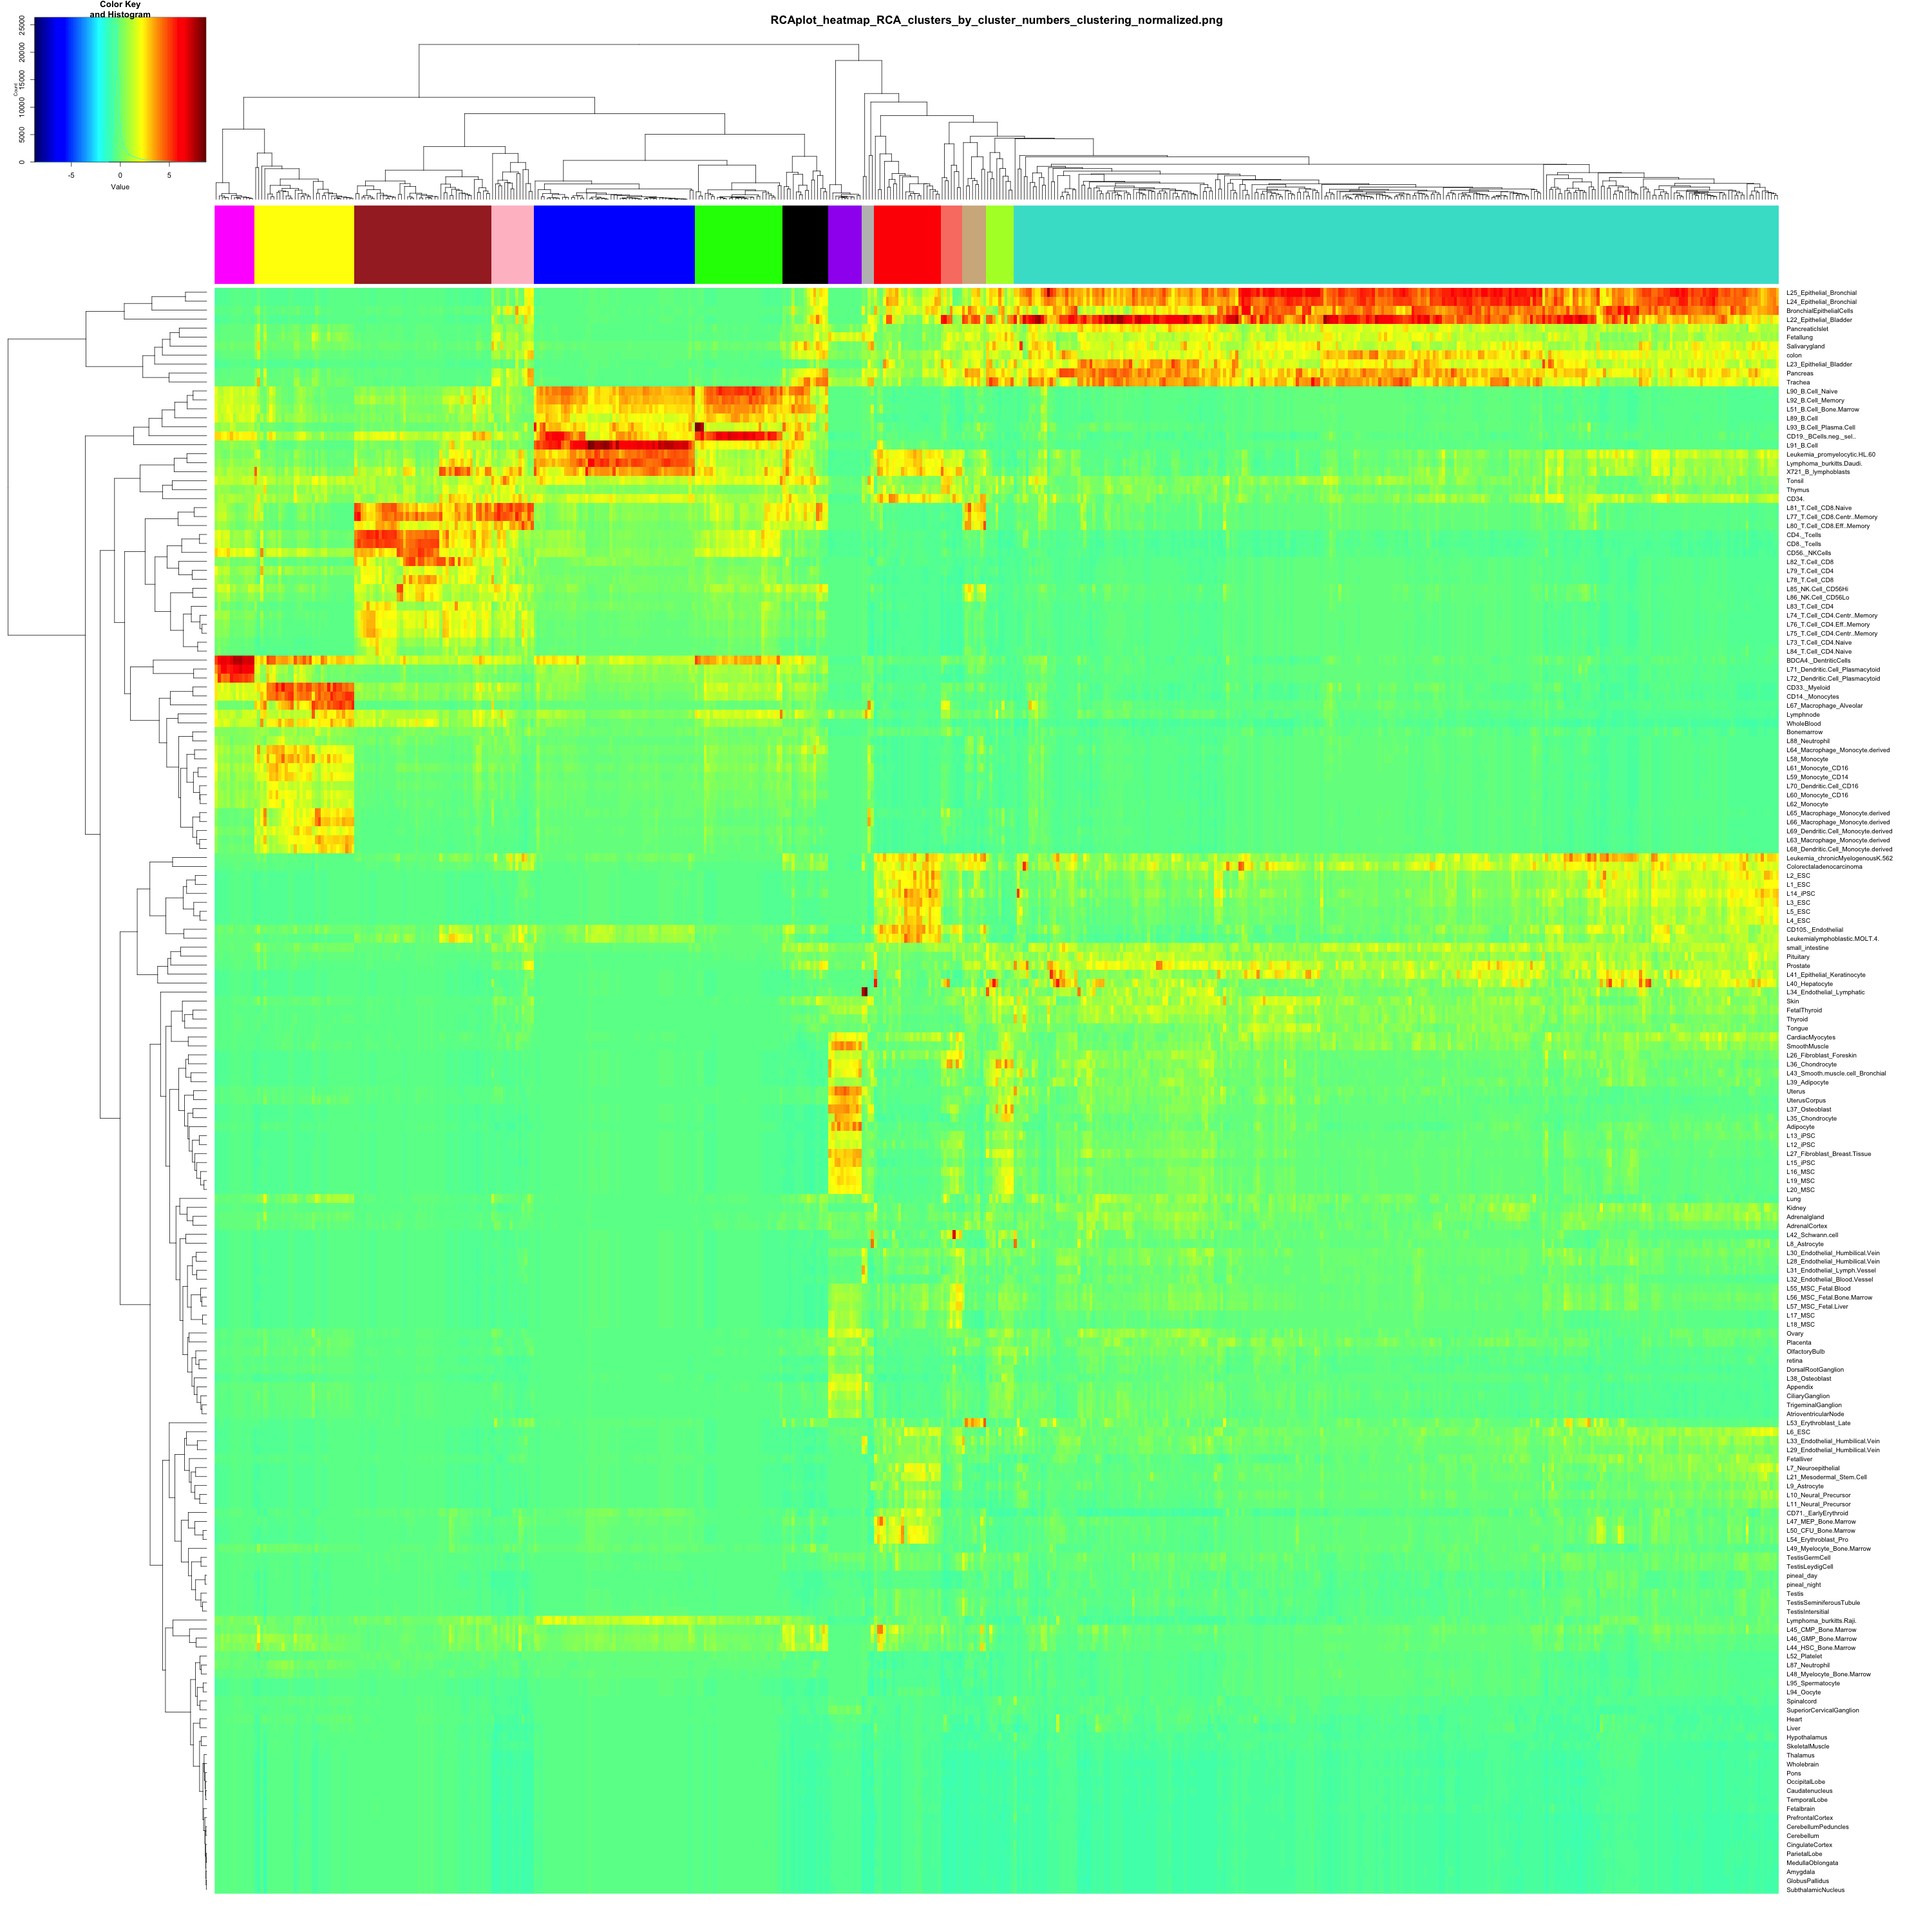 Color Key
and Histogram
RCAplot_heatmap_RCA_clusters_by_cluster_numbers_clustering_normalized.png
25000
20000
15000
10000
5000
0
Count
-5
0
5
Value
L25_Epithelial_Bronchial
L24_Epithelial_Bronchial
BronchialEpithelialCells
L22_Epithelial_Bladder
PancreaticIslet
Fetallung
Salivarygland
colon
L23_Epithelial_Bladder
Pancreas
Trachea
L90_B.Cell_Naive
L92_B.Cell_Memory
L51_B.Cell_Bone.Marrow
L89_B.Cell
L93_B.Cell_Plasma.Cell
CD19._BCells.neg._sel..
L91_B.Cell
Leukemia_promyelocytic.HL.60
Lymphoma_burkitts.Daudi.
X721_B_lymphoblasts
Tonsil
Thymus
CD34.
L81_T.Cell_CD8.Naive
L77_T.Cell_CD8.Centr..Memory
L80_T.Cell_CD8.Eff..Memory
CD4._Tcells
CD8._Tcells
CD56._NKCells
L82_T.Cell_CD8
L79_T.Cell_CD4
L78_T.Cell_CD8
L85_NK.Cell_CD56Hi
L86_NK.Cell_CD56Lo
L83_T.Cell_CD4
L74_T.Cell_CD4.Centr..Memory
L76_T.Cell_CD4.Eff..Memory
L75_T.Cell_CD4.Centr..Memory
L73_T.Cell_CD4.Naive
L84_T.Cell_CD4.Naive
BDCA4._DentriticCells
L71_Dendritic.Cell_Plasmacytoid
L72_Dendritic.Cell_Plasmacytoid
CD33._Myeloid
CD14._Monocytes
L67_Macrophage_Alveolar
Lymphnode
WholeBlood
Bonemarrow
L88_Neutrophil
L64_Macrophage_Monocyte.derived
L58_Monocyte
L61_Monocyte_CD16
L59_Monocyte_CD14
L70_Dendritic.Cell_CD16
L60_Monocyte_CD16
L62_Monocyte
L65_Macrophage_Monocyte.derived
L66_Macrophage_Monocyte.derived
L69_Dendritic.Cell_Monocyte.derived
L63_Macrophage_Monocyte.derived
L68_Dendritic.Cell_Monocyte.derived
Leukemia_chronicMyelogenousK.562
Colorectaladenocarcinoma
L2_ESC
L1_ESC
L14_iPSC
L3_ESC
L5_ESC
L4_ESC
CD105._Endothelial
Leukemialymphoblastic.MOLT.4.
small_intestine
Pituitary
Prostate
L41_Epithelial_Keratinocyte
L40_Hepatocyte
L34_Endothelial_Lymphatic
Skin
FetalThyroid
Thyroid
Tongue
CardiacMyocytes
SmoothMuscle
L26_Fibroblast_Foreskin
L36_Chondrocyte
L43_Smooth.muscle.cell_Bronchial
L39_Adipocyte
Uterus
UterusCorpus
L37_Osteoblast
L35_Chondrocyte
Adipocyte
L13_iPSC
L12_iPSC
L27_Fibroblast_Breast.Tissue
L15_iPSC
L16_MSC
L19_MSC
L20_MSC
Lung
Kidney
Adrenalgland
AdrenalCortex
L42_Schwann.cell
L8_Astrocyte
L30_Endothelial_Humbilical.Vein
L28_Endothelial_Humbilical.Vein
L31_Endothelial_Lymph.Vessel
L32_Endothelial_Blood.Vessel
L55_MSC_Fetal.Blood
L56_MSC_Fetal.Bone.Marrow
L57_MSC_Fetal.Liver
L17_MSC
L18_MSC
Ovary
Placenta
OlfactoryBulb
retina
DorsalRootGanglion
L38_Osteoblast
Appendix
CiliaryGanglion
TrigeminalGanglion
AtrioventricularNode
L53_Erythroblast_Late
L6_ESC
L33_Endothelial_Humbilical.Vein
L29_Endothelial_Humbilical.Vein
Fetalliver
L7_Neuroepithelial
L21_Mesodermal_Stem.Cell
L9_Astrocyte
L10_Neural_Precursor
L11_Neural_Precursor
CD71._EarlyErythroid
L47_MEP_Bone.Marrow
L50_CFU_Bone.Marrow
L54_Erythroblast_Pro
L49_Myelocyte_Bone.Marrow
TestisGermCell
TestisLeydigCell
pineal_day
pineal_night
Testis
TestisSeminiferousTubule
TestisIntersitial
Lymphoma_burkitts.Raji.
L45_CMP_Bone.Marrow
L46_GMP_Bone.Marrow
L44_HSC_Bone.Marrow
L52_Platelet
L87_Neutrophil
L48_Myelocyte_Bone.Marrow
L95_Spermatocyte
L94_Oocyte
Spinalcord
SuperiorCervicalGanglion
Heart
Liver
Hypothalamus
SkeletalMuscle
Thalamus
Wholebrain
Pons
OccipitalLobe
Caudatenucleus
TemporalLobe
Fetalbrain
PrefrontalCortex
CerebellumPeduncles
Cerebellum
CingulateCortex
ParietalLobe
MedullaOblongata
Amygdala
GlobusPallidus
SubthalamicNucleus